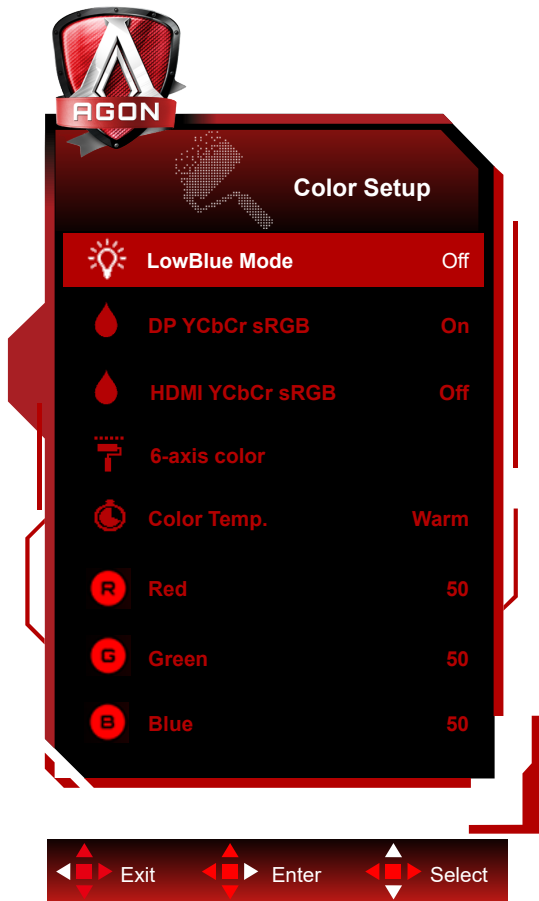 AGON
Color Setup
LowBlue Mode Off
DP YCbCr sRGB On
HDMI YCbCr sRGB Off
6-axis color
Color Temp. Warm
R Red 50
G Green 50
B Blue 50
Exit Enter Select